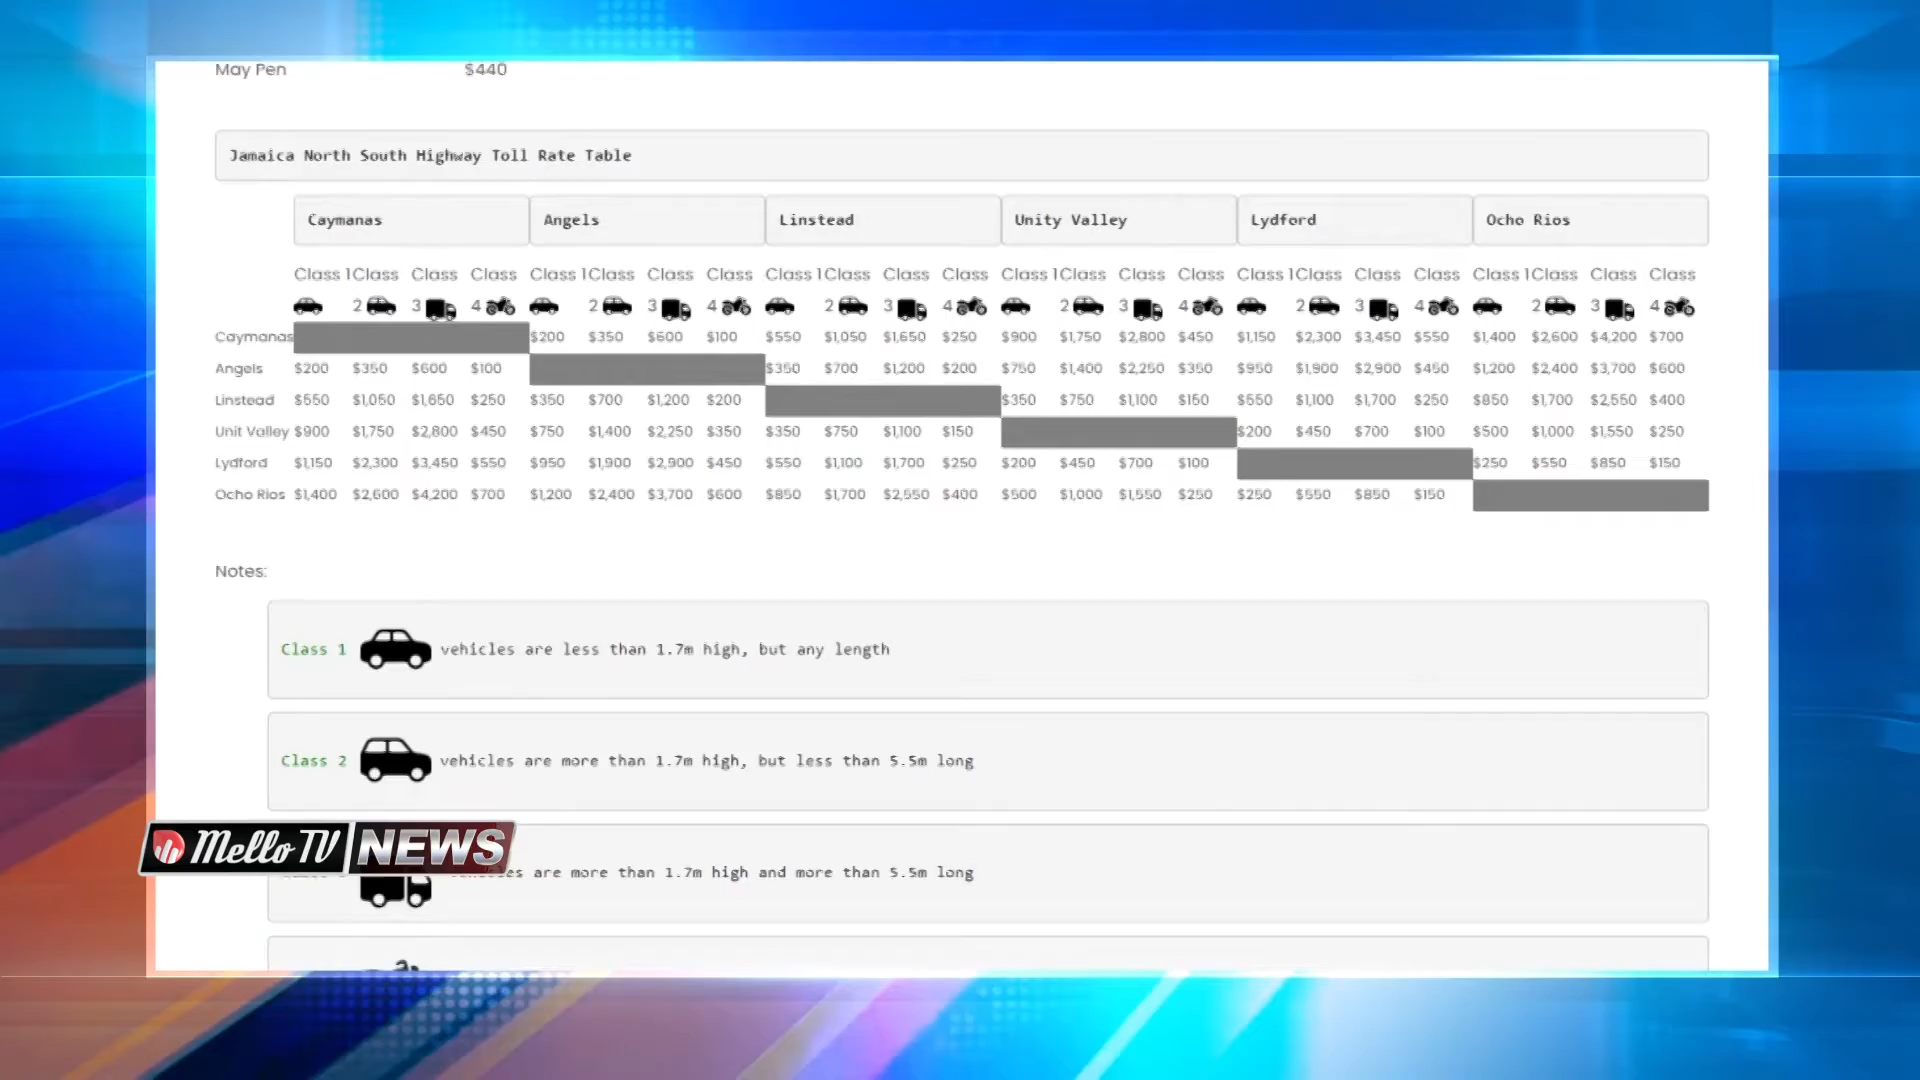 May Pen $440
Jamaica North South Highway Toll Rate Table
Caymanas Angels Linstead Unity Valley Lydford Ocho Rios
Class 1 Class Class Class Class 1 Class Class Class Class 1 Class Class Class Class 1 Class Class Class Class 1 Class Class Class Class 1 Class Class Class
2 3 4 2 3 4 2 3 4 2 3 4 2 3 4 2 3 4
Caymanas $200 $350 $600 $100 $550 $1,050 $1,650 $250 $900 $1,750 $2,800 $450 $1,150 $2,300 $3,450 $550 $1,400 $2,600 $4,200 $700
Angels $200 $350 $600 $100 $350 $700 $1,200 $200 $750 $1,400 $2,250 $350 $950 $1,900 $2,900 $450 $1,200 $2,400 $3,700 $600
Linstead $550 $1,050 $1,650 $250 $350 $700 $1,200 $200 $350 $750 $1,100 $150 $550 $1,100 $1,700 $250 $850 $1,700 $2,550 $400
Unit Valley $900 $1,750 $2,800 $450 $750 $1,400 $2,250 $350 $350 $750 $1,100 $150 $200 $450 $700 $100 $500 $1,000 $1,550 $250
Lydford $1,150 $2,300 $3,450 $550 $950 $1,900 $2,900 $450 $550 $1,100 $1,700 $250 $200 $450 $700 $100 $250 $550 $850 $150
Ocho Rios $1,400 $2,600 $4,200 $700 $1,200 $2,400 $3,700 $600 $850 $1,700 $2,550 $400 $500 $1,000 $1,550 $250 $250 $550 $850 $150
Notes:
Class 1 vehicles are less than 1.7m high, but any length
Class 2 vehicles are more than 1.7m high, but less than 5.5m long
Mello TV NEWS
are more than 1.7m high and more than 5.5m long